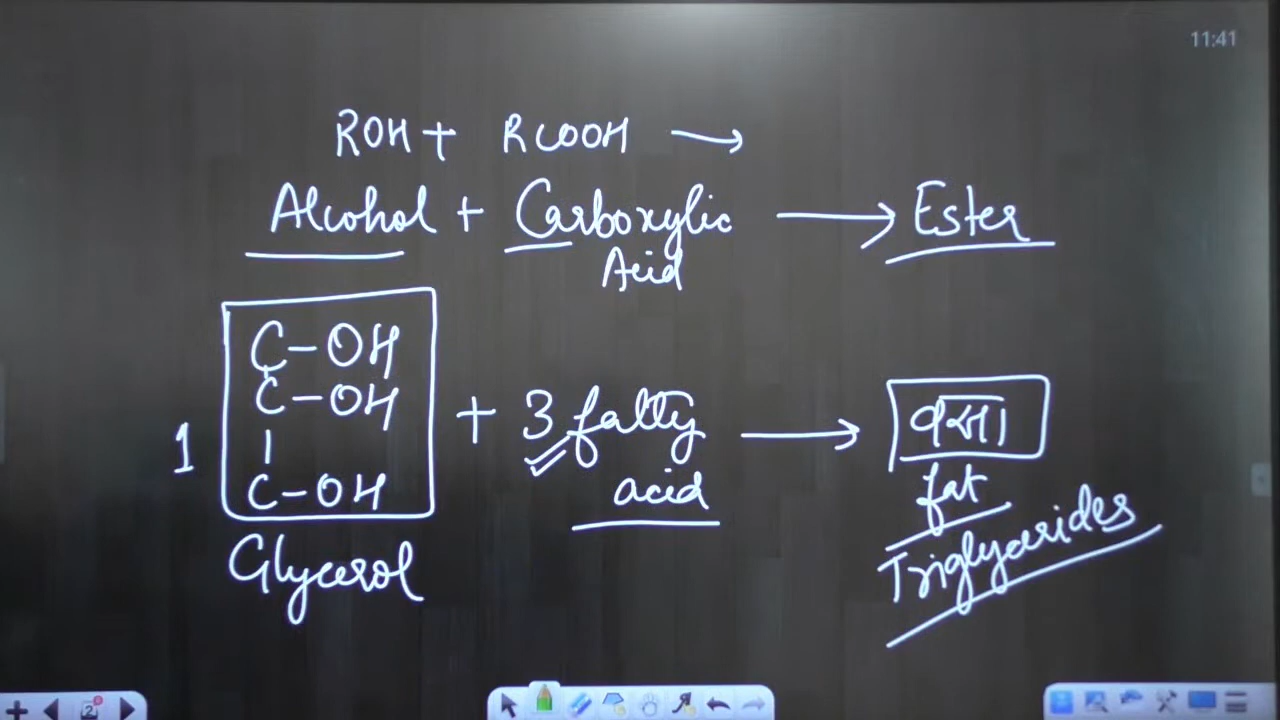 11:41
ROH + RCOOH →
Alcohol + Carboxylic Acid → Ester
C-OH
C-OH
C-OH
1
+ 3 fatty acid → वसा
fat
Triglycerides
Glycerol
2